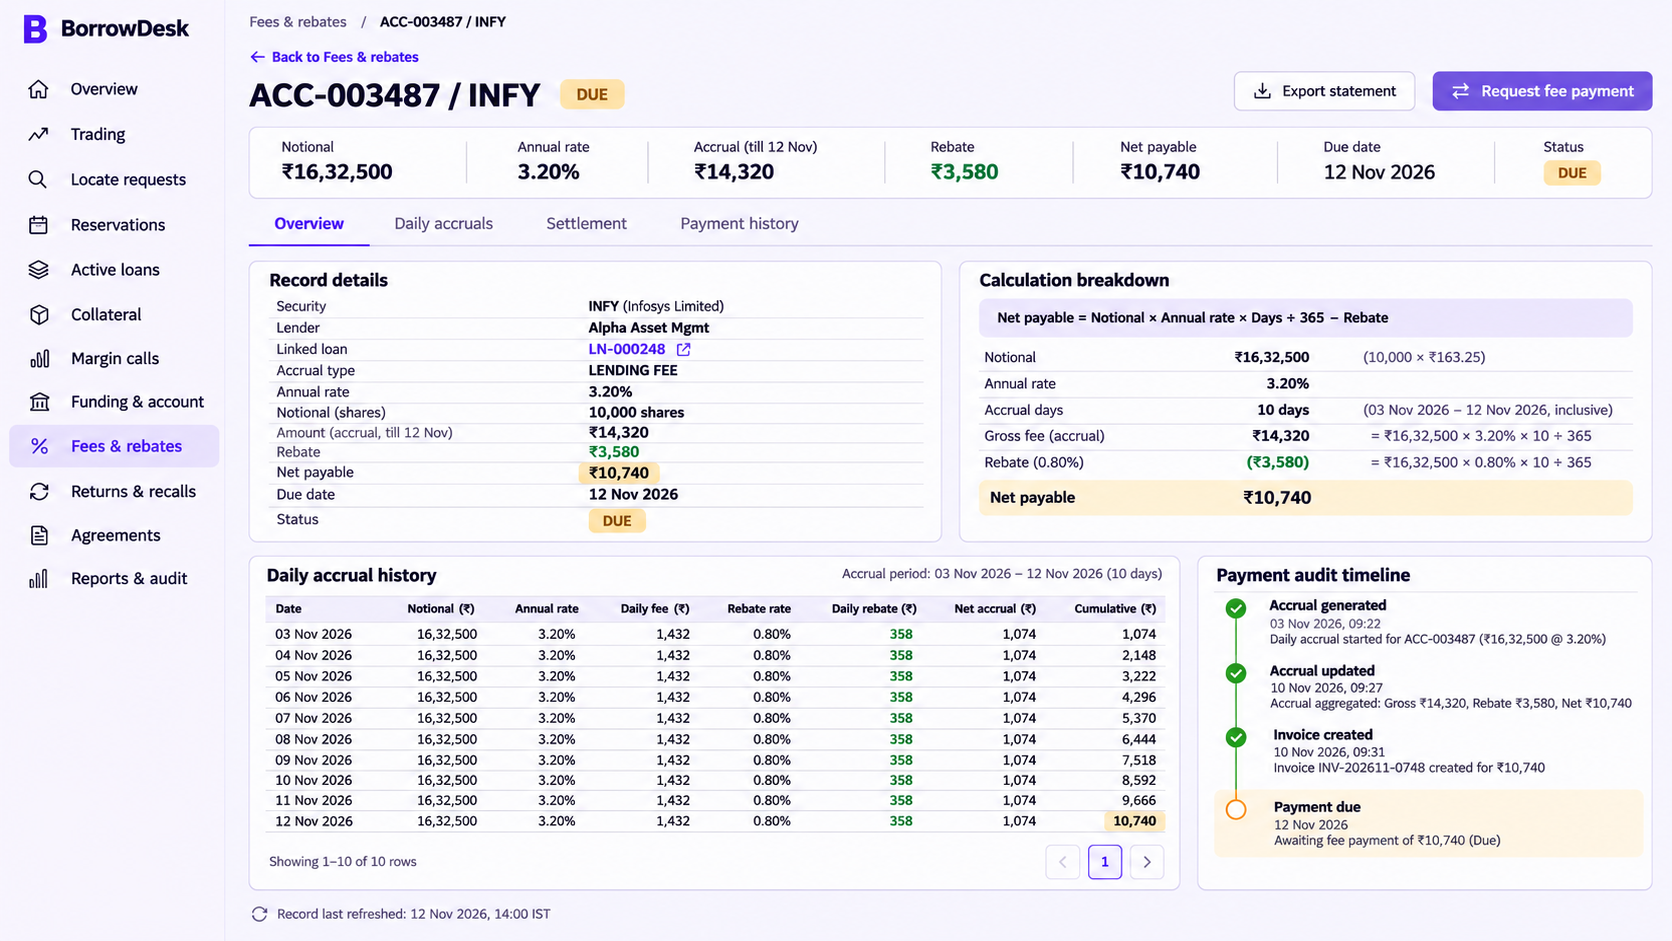 BorrowDesk
Overview
Trading
Locate requests
Reservations
Active loans
Collateral
Margin calls
Funding & account
Fees & rebates
Returns & recalls
Agreements
Reports & audit
Fees & rebates / ACC-003487 / INFY
← Back to Fees & rebates
ACC-003487 / INFY DUE
Export statement
Request fee payment
Notional
₹16,32,500
Annual rate
3.20%
Accrual (till 12 Nov)
₹14,320
Rebate
₹3,580
Net payable
₹10,740
Due date
12 Nov 2026
Status
DUE
Overview Daily accruals Settlement Payment history
Record details
Security INFY (Infosys Limited)
Lender Alpha Asset Mgmt
Linked loan LN-000248
Accrual type LENDING FEE
Annual rate 3.20%
Notional (shares) 10,000 shares
Amount (accrual, till 12 Nov) ₹14,320
Rebate ₹3,580
Net payable ₹10,740
Due date 12 Nov 2026
Status DUE
Calculation breakdown
Net payable = Notional × Annual rate × Days ÷ 365 − Rebate
Notional ₹16,32,500 (10,000 × ₹163.25)
Annual rate 3.20%
Accrual days 10 days (03 Nov 2026 – 12 Nov 2026, inclusive)
Gross fee (accrual) ₹14,320 = ₹16,32,500 × 3.20% × 10 ÷ 365
Rebate (0.80%) (₹3,580) = ₹16,32,500 × 0.80% × 10 ÷ 365
Net payable ₹10,740
Daily accrual history
Accrual period: 03 Nov 2026 – 12 Nov 2026 (10 days)
Date Notional (₹) Annual rate Daily fee (₹) Rebate rate Daily rebate (₹) Net accrual (₹) Cumulative (₹)
03 Nov 2026 16,32,500 3.20% 1,432 0.80% 358 1,074 1,074
04 Nov 2026 16,32,500 3.20% 1,432 0.80% 358 1,074 2,148
05 Nov 2026 16,32,500 3.20% 1,432 0.80% 358 1,074 3,222
06 Nov 2026 16,32,500 3.20% 1,432 0.80% 358 1,074 4,296
07 Nov 2026 16,32,500 3.20% 1,432 0.80% 358 1,074 5,370
08 Nov 2026 16,32,500 3.20% 1,432 0.80% 358 1,074 6,444
09 Nov 2026 16,32,500 3.20% 1,432 0.80% 358 1,074 7,518
10 Nov 2026 16,32,500 3.20% 1,432 0.80% 358 1,074 8,592
11 Nov 2026 16,32,500 3.20% 1,432 0.80% 358 1,074 9,666
12 Nov 2026 16,32,500 3.20% 1,432 0.80% 358 1,074 10,740
Showing 1–10 of 10 rows
1
Payment audit timeline
Accrual generated
03 Nov 2026, 09:22
Daily accrual started for ACC-003487 (₹16,32,500 @ 3.20%)
Accrual updated
10 Nov 2026, 09:27
Accrual aggregated: Gross ₹14,320, Rebate ₹3,580, Net ₹10,740
Invoice created
10 Nov 2026, 09:31
Invoice INV-202611-0748 created for ₹10,740
Payment due
12 Nov 2026
Awaiting fee payment of ₹10,740 (Due)
Record last refreshed: 12 Nov 2026, 14:00 IST